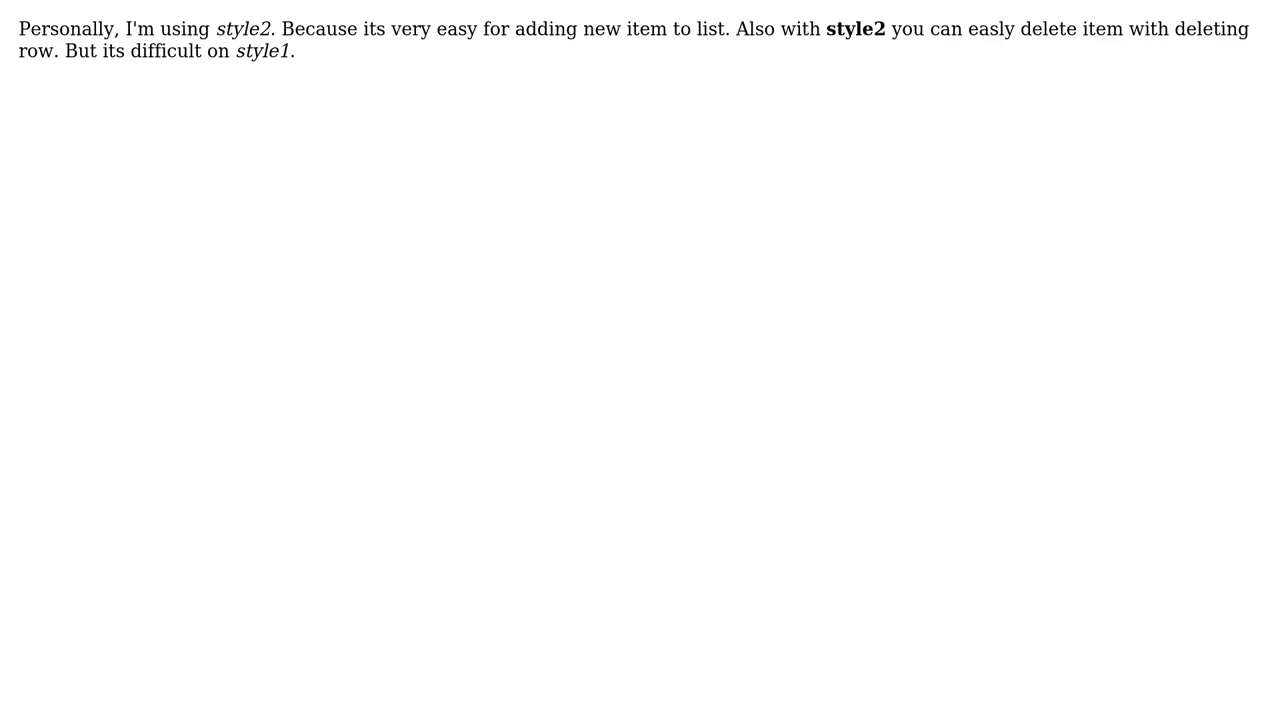 Personally, I'm using style2. Because its very easy for adding new item to list. Also with style2 you can easly delete item with deleting
row. But its difficult on style1.